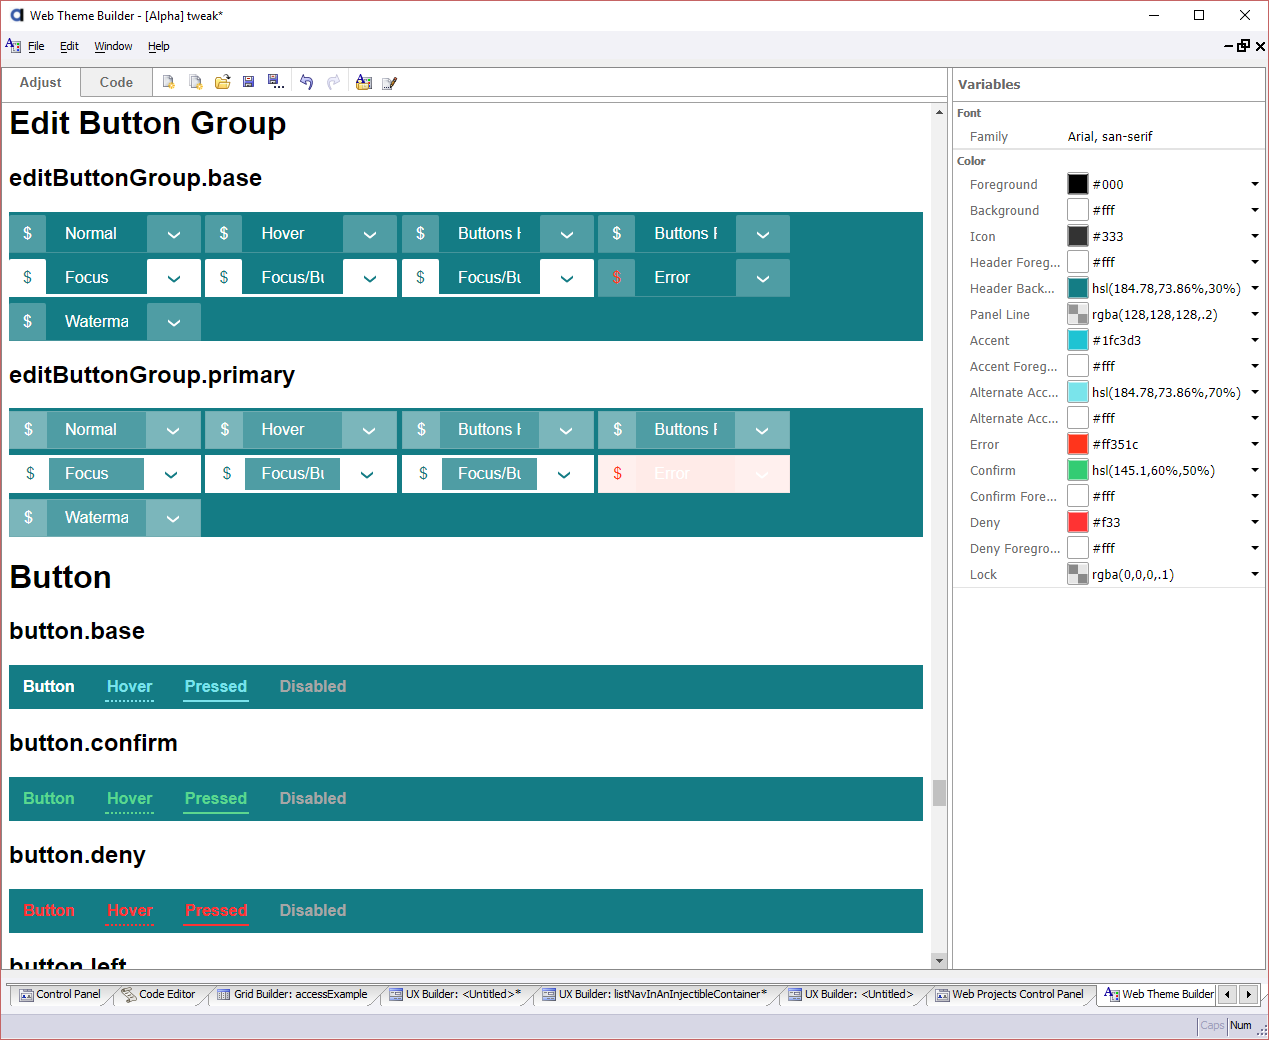 Web Theme Builder - [Alpha] tweak*
File Edit Window Help
Adjust Code
Edit Button Group
editButtonGroup.base
$ Normal $ Hover $ Buttons $ Buttons
$ Focus $ Focus/Bu $ Focus/Bu $ Error
$ Waterma
editButtonGroup.primary
$ Normal $ Hover $ Buttons $ Buttons
$ Focus $ Focus/Bu $ Focus/Bu $ Error
$ Waterma
Button
button.base
Button Hover Pressed Disabled
button.confirm
Button Hover Pressed Disabled
button.deny
Button Hover Pressed Disabled
button.left
Variables
Font
Family Arial, san-serif
Color
Foreground #000
Background #fff
Icon #333
Header Foreg... #fff
Header Back... hsl(184.78,73.86%,30%)
Panel Line rgba(128,128,128,.2)
Accent #1fc3d3
Accent Foreg... #fff
Alternate Acc... hsl(184.78,73.86%,70%)
Alternate Acc... #fff
Error #ff351c
Confirm hsl(145.1,60%,50%)
Confirm Fore... #fff
Deny #f33
Deny Foregro... #fff
Lock rgba(0,0,0,.1)
Control Panel Code Editor Grid Builder: accessExample UX Builder: <Untitled>* UX Builder: listNavInAnInjectibleContainer* UX Builder: <Untitled> Web Projects Control Panel Web Theme Builder
Caps Num